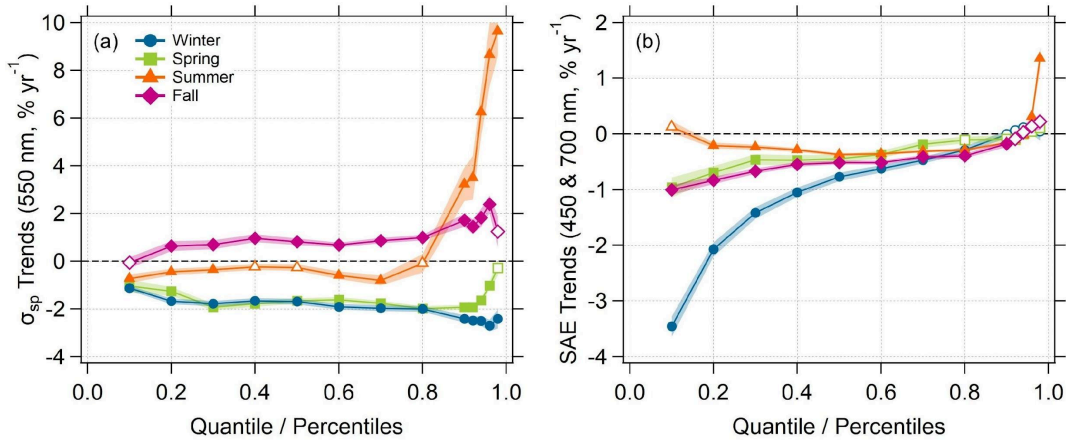 (a)
Winter
Spring
Summer
Fall
σsp Trends (550 nm, % yr⁻¹)
10
8
6
4
2
0
-2
-4
0.0 0.2 0.4 0.6 0.8 1.0
Quantile / Percentiles
(b)
SAE Trends (450 & 700 nm, % yr⁻¹)
2
1
0
-1
-2
-3
-4
0.0 0.2 0.4 0.6 0.8 1.0
Quantile / Percentiles